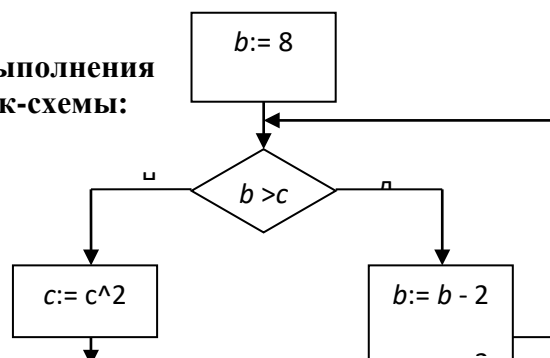 b:= 8
ыполнения
к-схемы:
b >c
c:= c^2
b:= b - 2